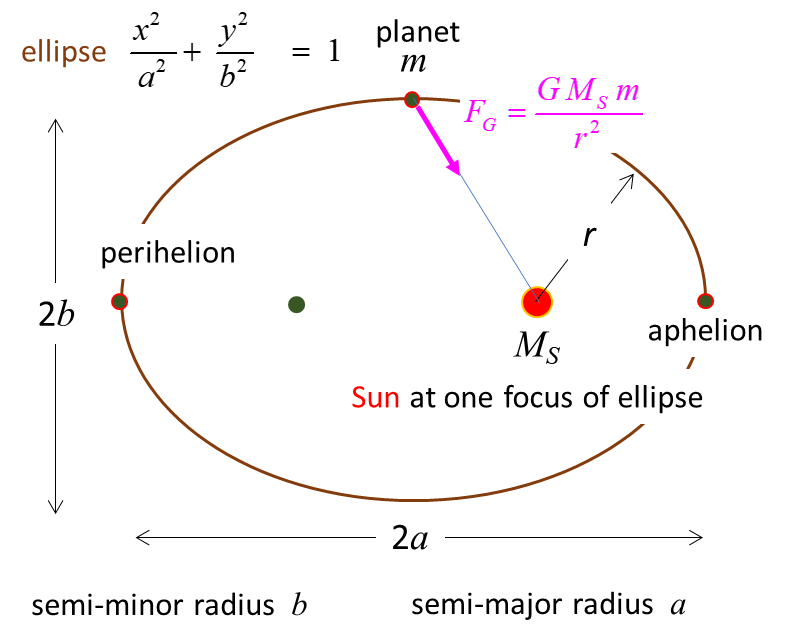 ellipse x²/a² + y²/b² = 1
planet
m
F_G = G M_S m / r²
perihelion
r
2b
M_S
aphelion
Sun at one focus of ellipse
2a
semi-minor radius b
semi-major radius a